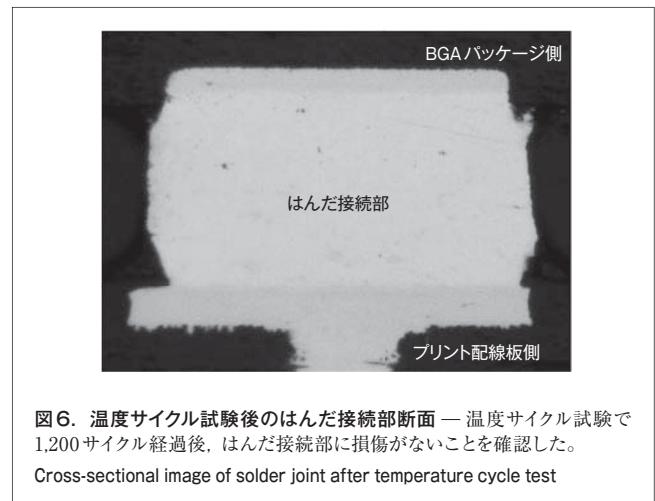 BGAパッケージ側
はんだ接続部
プリント配線板側
図6. 温度サイクル試験後のはんだ接続部断面 — 温度サイクル試験で
1,200サイクル経過後, はんだ接続部に損傷がないことを確認した。
Cross-sectional image of solder joint after temperature cycle test